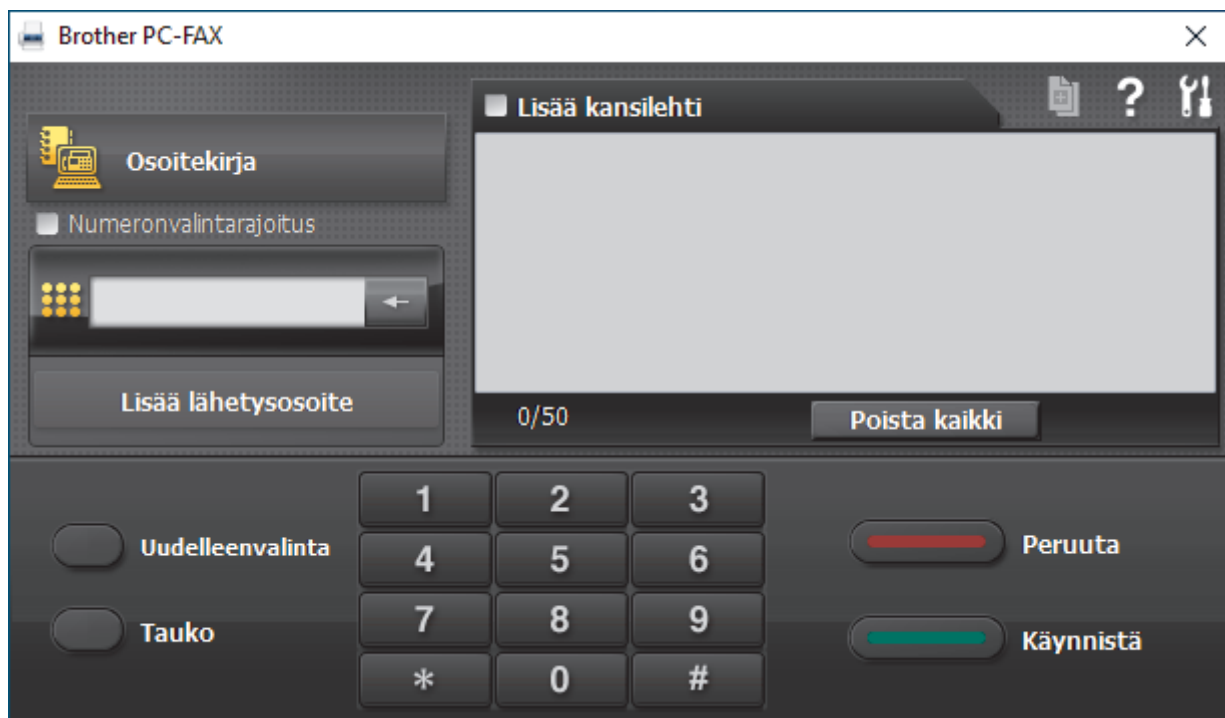 Brother PC-FAX
Lisää kansilehti
?
Osoitekirja
Numeronvalintarajoitus
Lisää lähetysosoite
0/50
Poista kaikki
1 2 3
4 5 6
7 8 9
* 0 #
Uudelleenvalinta
Tauko
Peruuta
Käynnistä